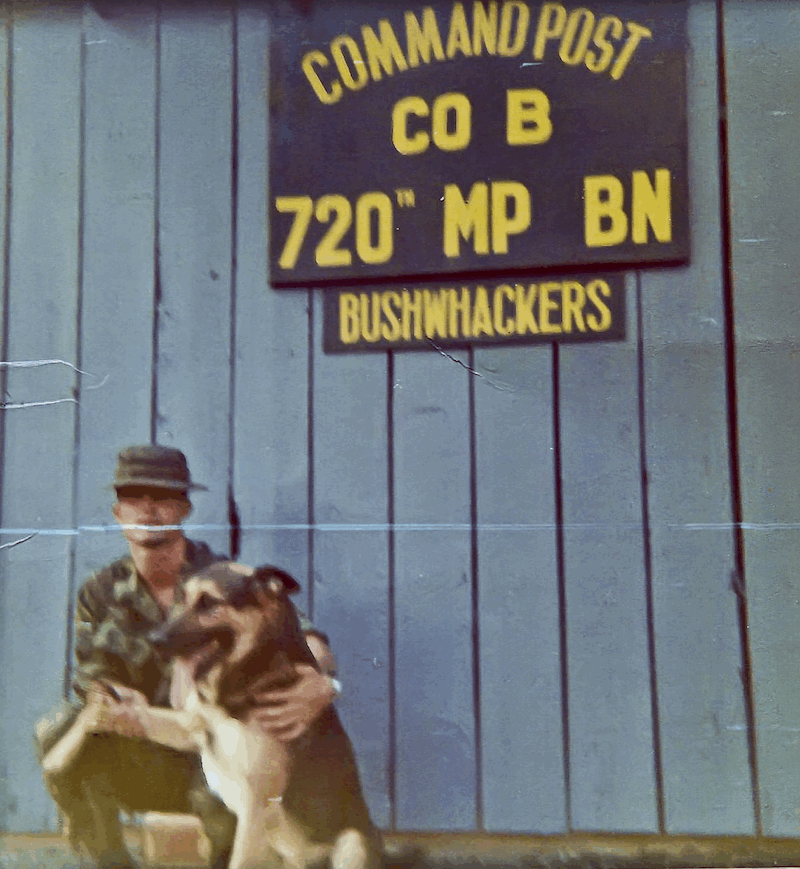 COMMAND POST
CO B
720TH MP BN
BUSHWHACKERS